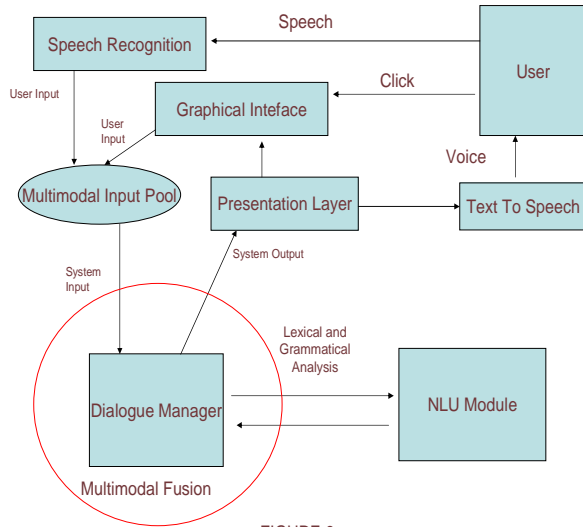 Speech
Speech Recognition
User
Click
User Input
Graphical Inteface
User
Input
Voice
Multimodal Input Pool
Presentation Layer
Text To Speech
System Output
System
Input
Lexical and
Grammatical
Analysis
Dialogue Manager
NLU Module
Multimodal Fusion